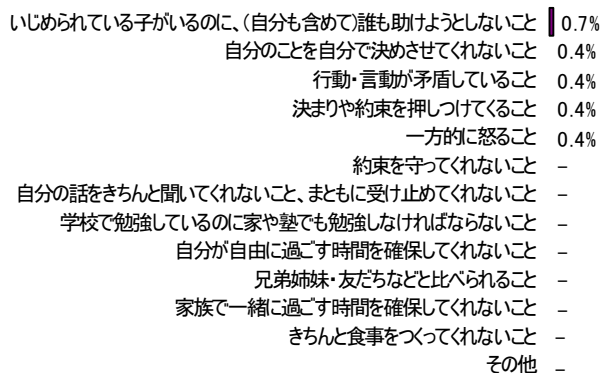 いじめられている子がいるのに、(自分も含めて)誰も助けようとしないこと 0.7%
自分のことを自分で決めさせてくれないこと 0.4%
行動・言動が矛盾していること 0.4%
決まりや約束を押しつけてくること 0.4%
一方的に怒ること 0.4%
約束を守ってくれないこと –
自分の話をきちんと聞いてくれないこと、まともに受け止めてくれないこと –
学校で勉強しているのに家や塾でも勉強しなければならないこと –
自分が自由に過ごす時間を確保してくれないこと –
兄弟姉妹・友だちなどと比べられること –
家族で一緒に過ごす時間を確保してくれないこと –
きちんと食事をつくってくれないこと –
その他 –